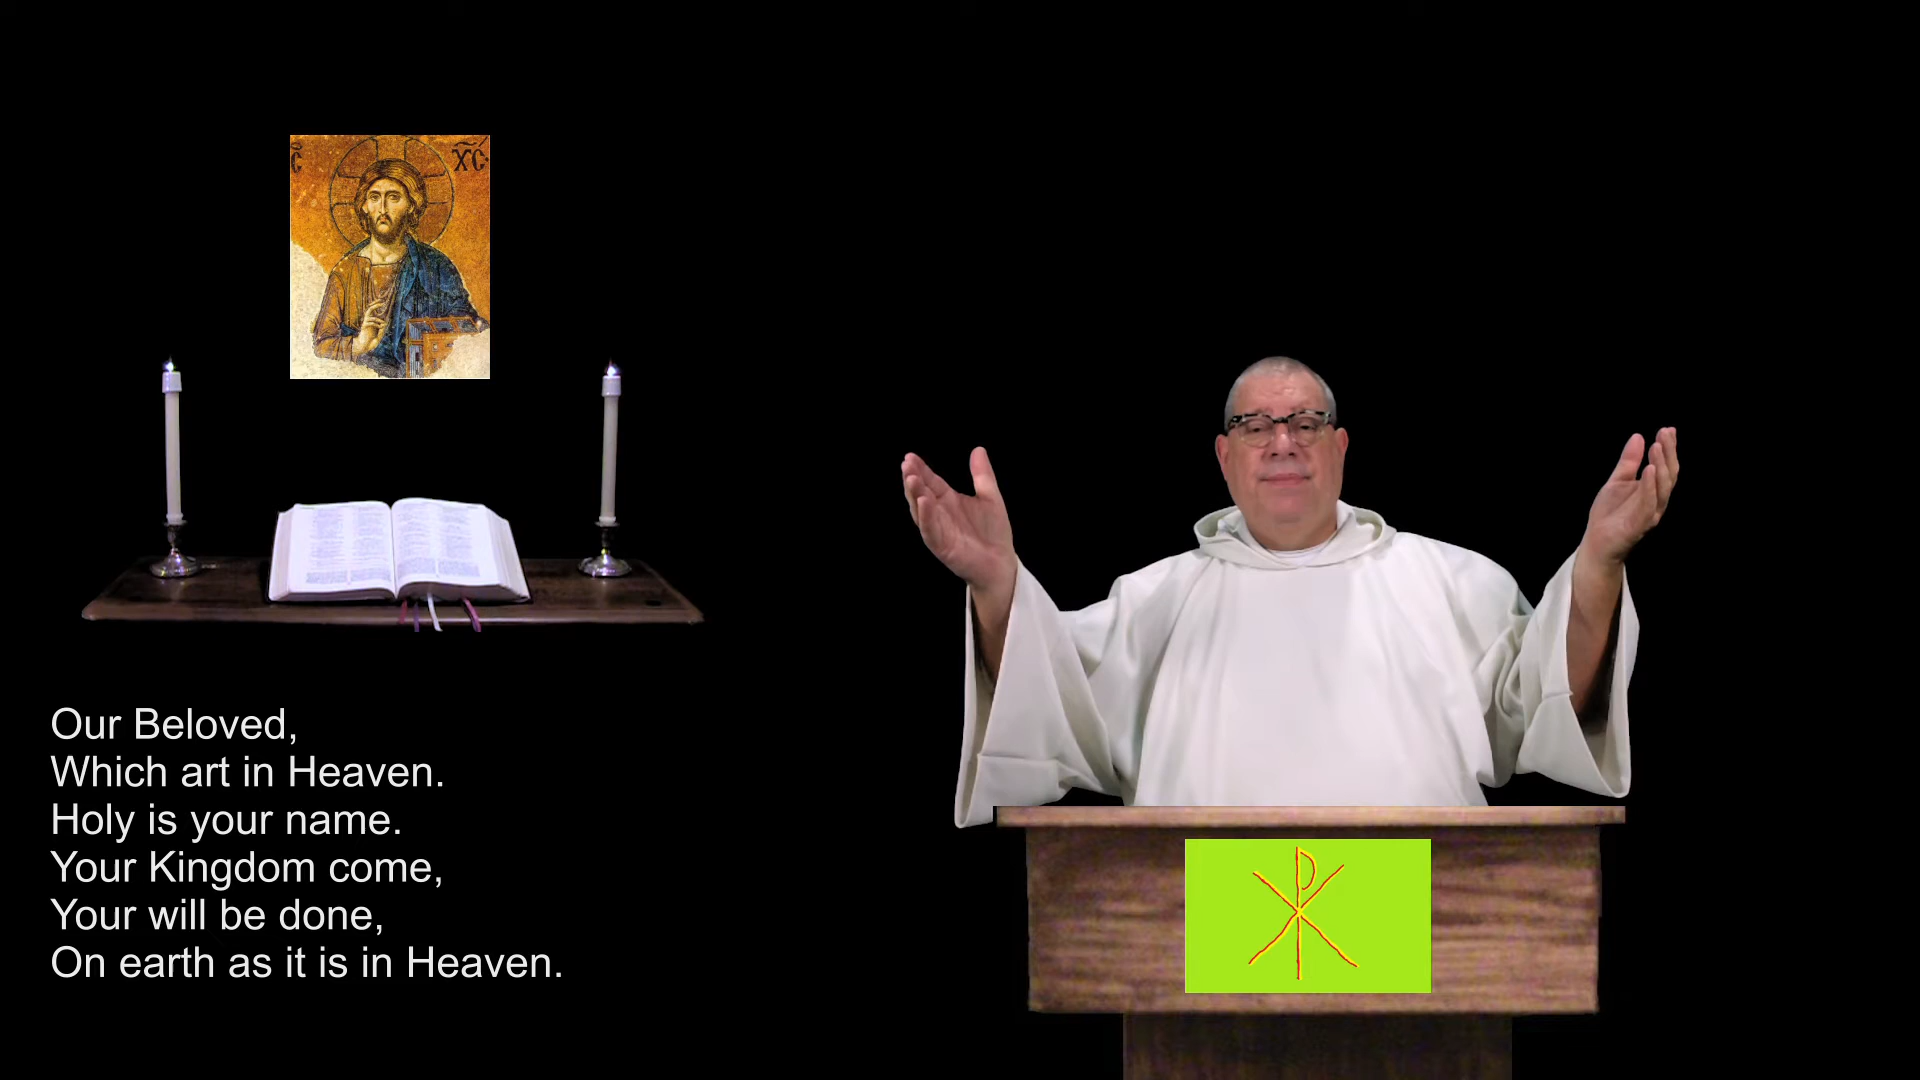 XC
Our Beloved,
Which art in Heaven.
Holy is your name.
Your Kingdom come,
Your will be done,
On earth as it is in Heaven.